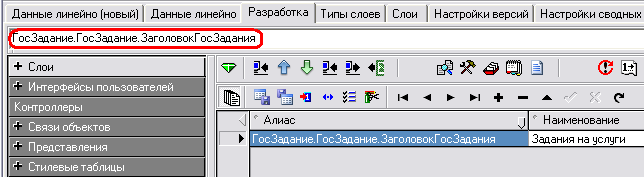 Данные линейно (новый) Данные линейно Разработка Типы слоев Слои Настройки версий Настройки сводных
ГосЗадание.ГосЗадание.ЗаголовокГосЗадания
+ Слои
+ Интерфейсы пользователей
Контроллеры
+ Связи объектов
+ Представления
+ Стилевые таблицы
Алиас Наименование
ГосЗадание.ГосЗадание.ЗаголовокГосЗадания Задания на услуги